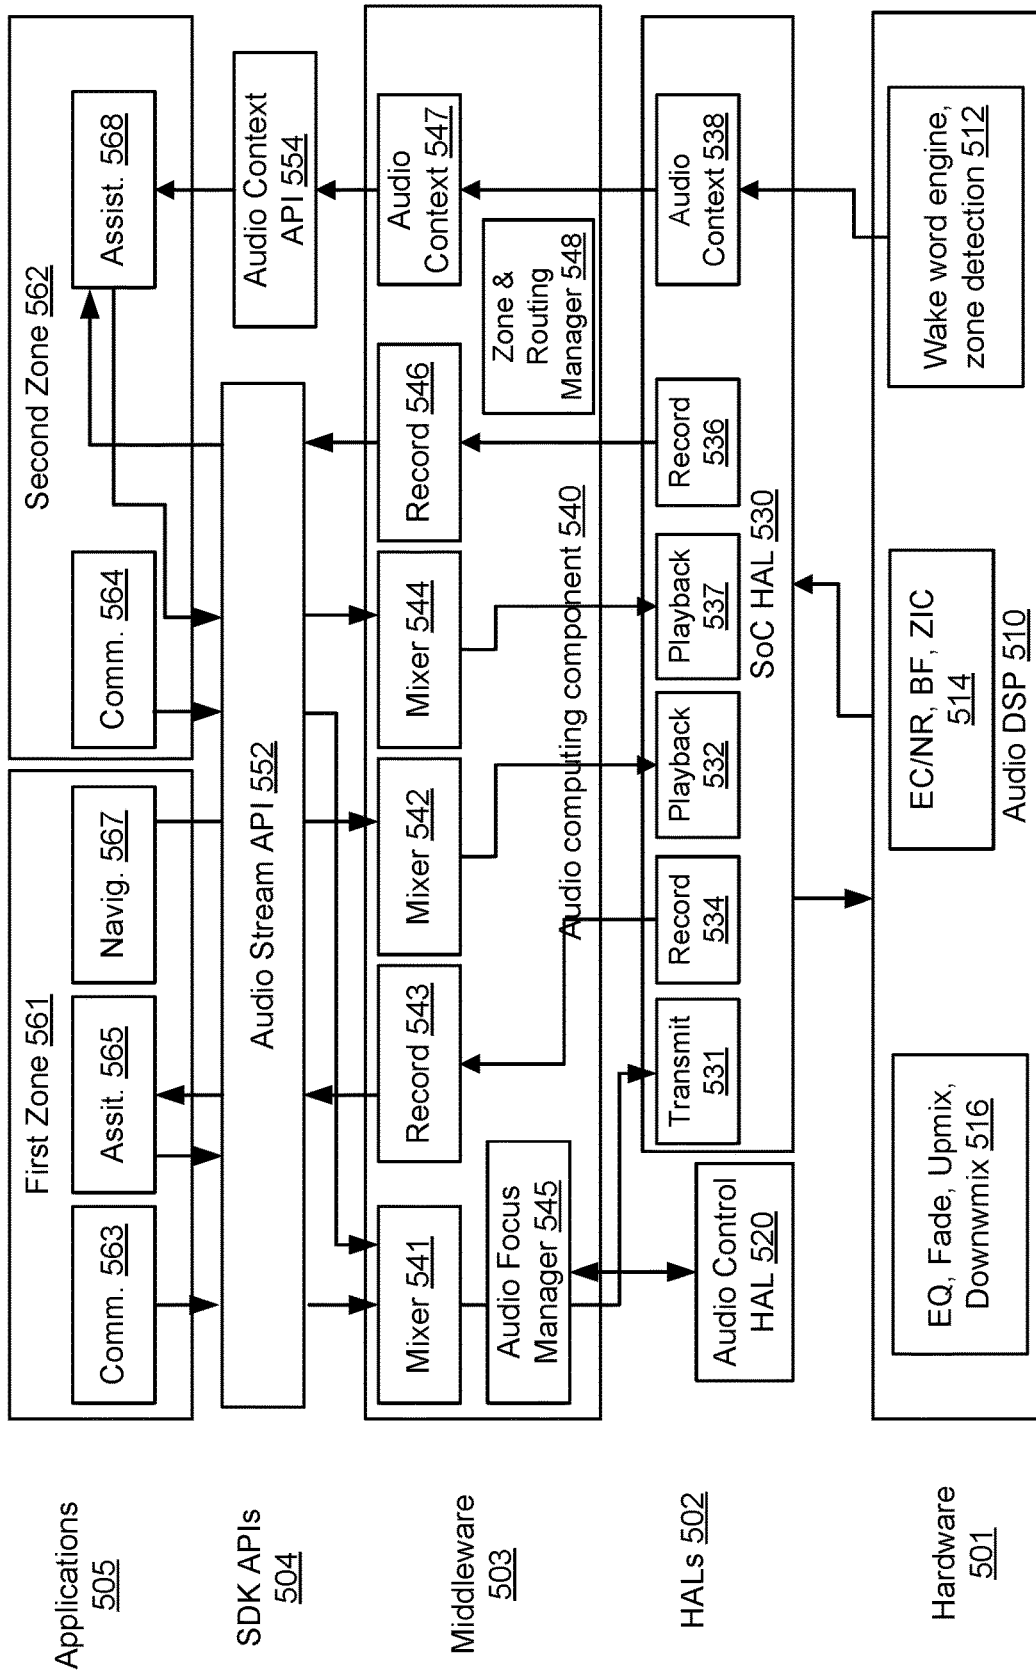 Applications
505
First Zone 561
Comm. 563
Assit. 565
Navig. 567
Second Zone 562
Comm. 564
Assist. 568
SDK APIs
504
Audio Stream API 552
Audio Context
API 554
Middleware
503
Mixer 541
Record 543
Mixer 542
Mixer 544
Record 546
Audio
Context 547
Audio Focus
Manager 545
Zone &
Routing
Manager 548
Audio computing component 540
HALs 502
Audio Control
HAL 520
Transmit
531
Record
534
Playback
532
Playback
537
Record
536
Audio
Context 538
SoC HAL 530
Hardware
501
EQ, Fade, Upmix,
Downwmix 516
EC/NR, BF, ZIC
514
Wake word engine,
zone detection 512
Audio DSP 510